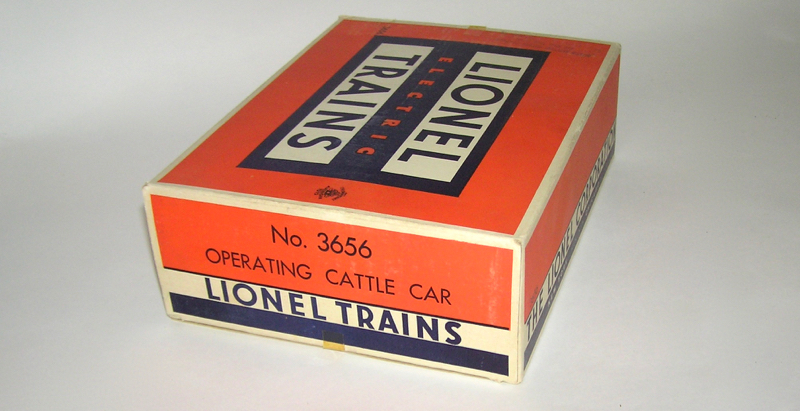 LIONEL
ELECTRIC
TRAINS
No. 3656
OPERATING CATTLE CAR
LIONEL TRAINS
THE LIONEL CORPORATION